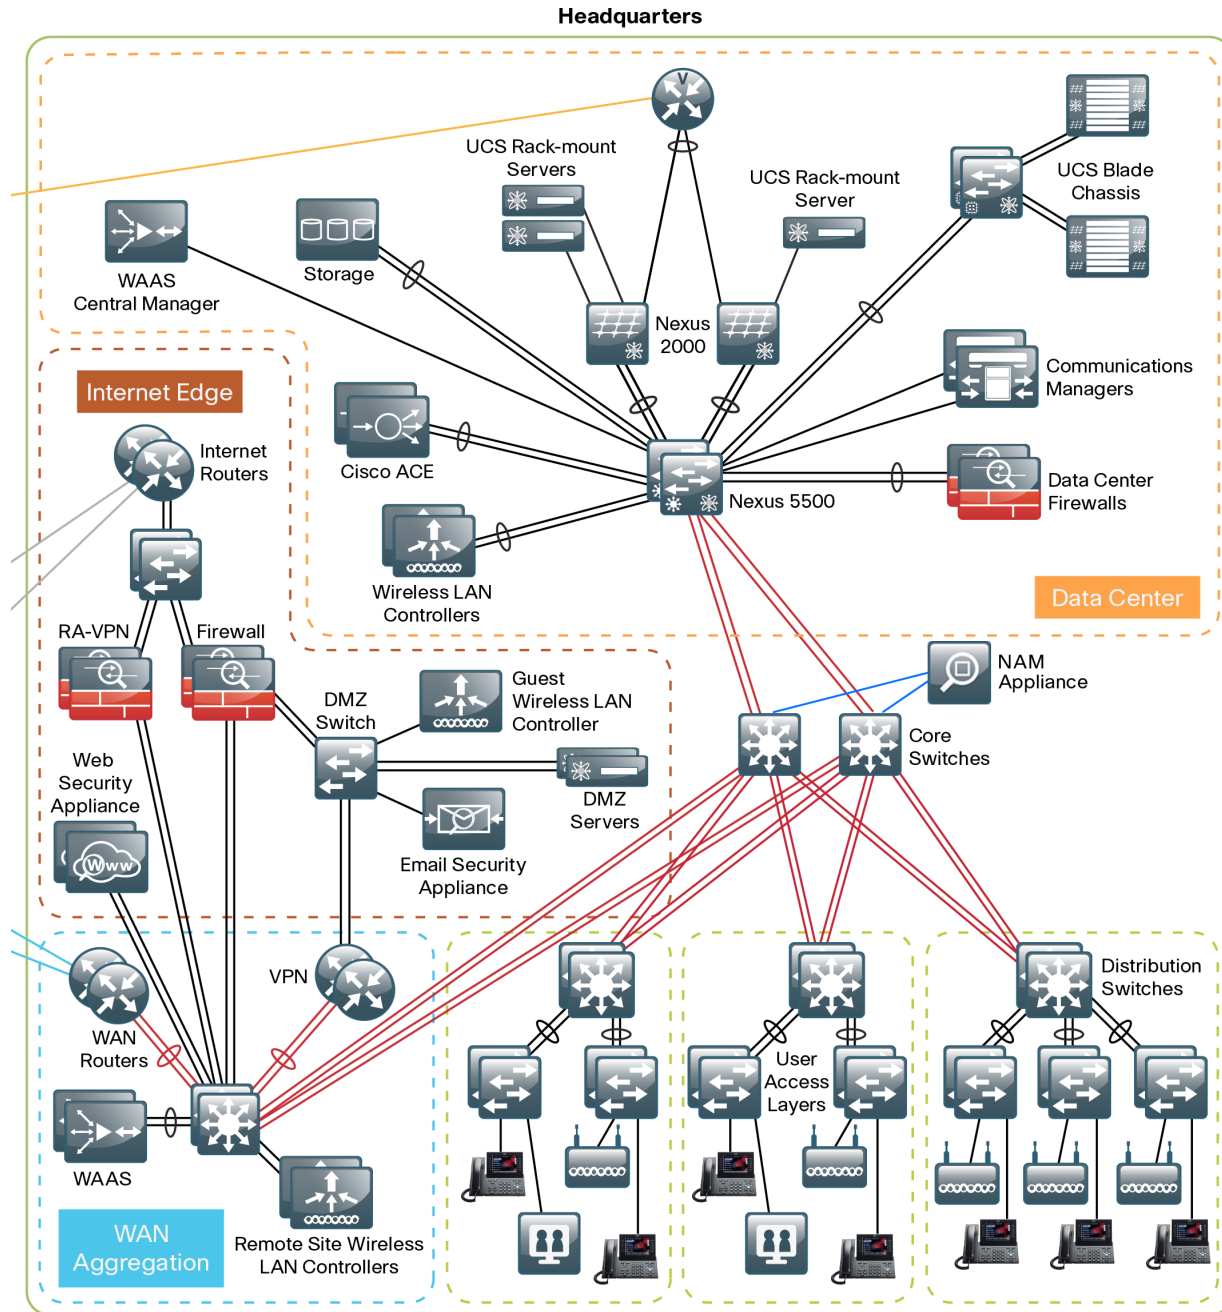 Headquarters
V
UCS Rack-mount
Servers
UCS Rack-mount
Server
UCS Blade
Chassis
WAAS
Central Manager
Storage
Nexus
2000
Communications
Managers
Internet Edge
Internet
Routers
Cisco ACE
Nexus 5500
Data Center
Firewalls
Wireless LAN
Controllers
Data Center
RA-VPN
Firewall
DMZ
Switch
Guest
Wireless LAN
Controller
NAM
Appliance
Core
Switches
Web
Security
Appliance
Www
DMZ
Servers
Email Security
Appliance
VPN
WAN
Routers
Distribution
Switches
User
Access
Layers
WAAS
WAN
Aggregation
Remote Site Wireless
LAN Controllers